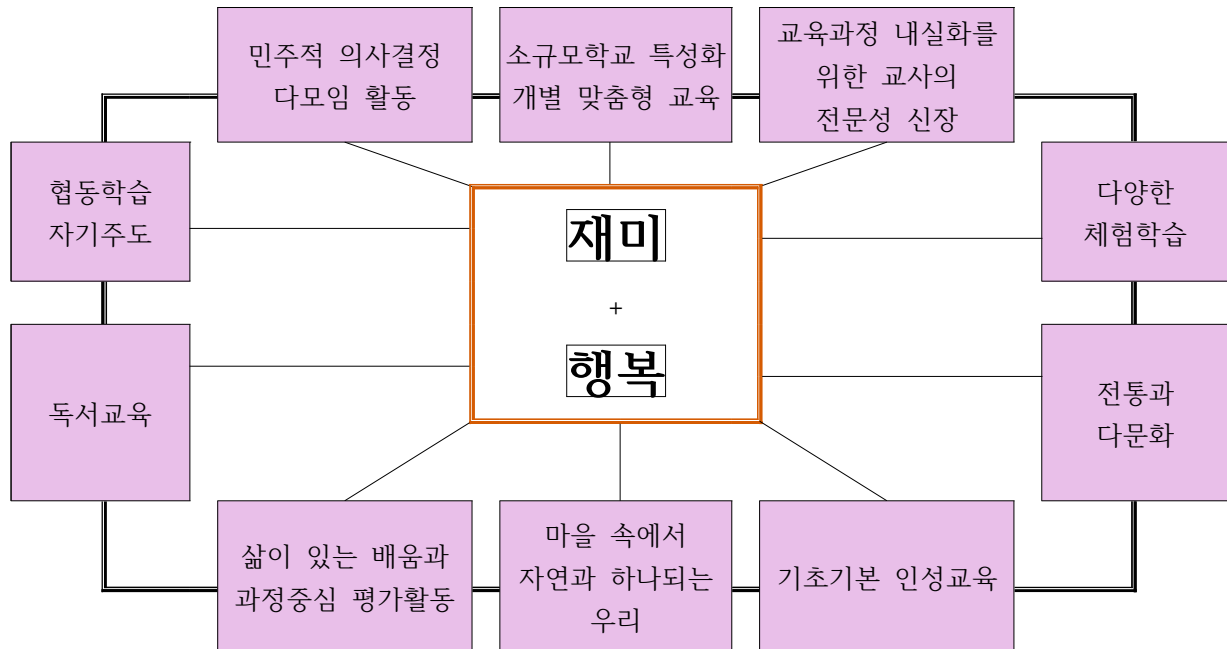 민주적 의사결정
다모임 활동
소규모학교 특성화
개별 맞춤형 교육
교육과정 내실화를
위한 교사의
전문성 신장
협동학습
자기주도
재미
+
행복
다양한
체험학습
독서교육
전통과
다문화
삶이 있는 배움과
과정중심 평가활동
마을 속에서
자연과 하나되는
우리
기초기본 인성교육